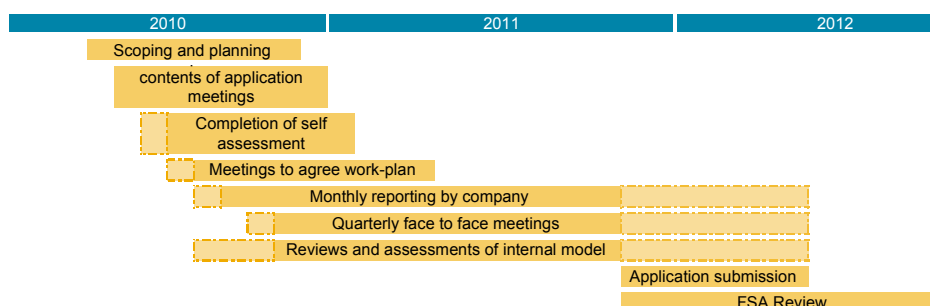 2010 2011 2012
Scoping and planning
contents of application
meetings
Completion of self
assessment
Meetings to agree work-plan
Monthly reporting by company
Quarterly face to face meetings
Reviews and assessments of internal model
Application submission
FSA Review